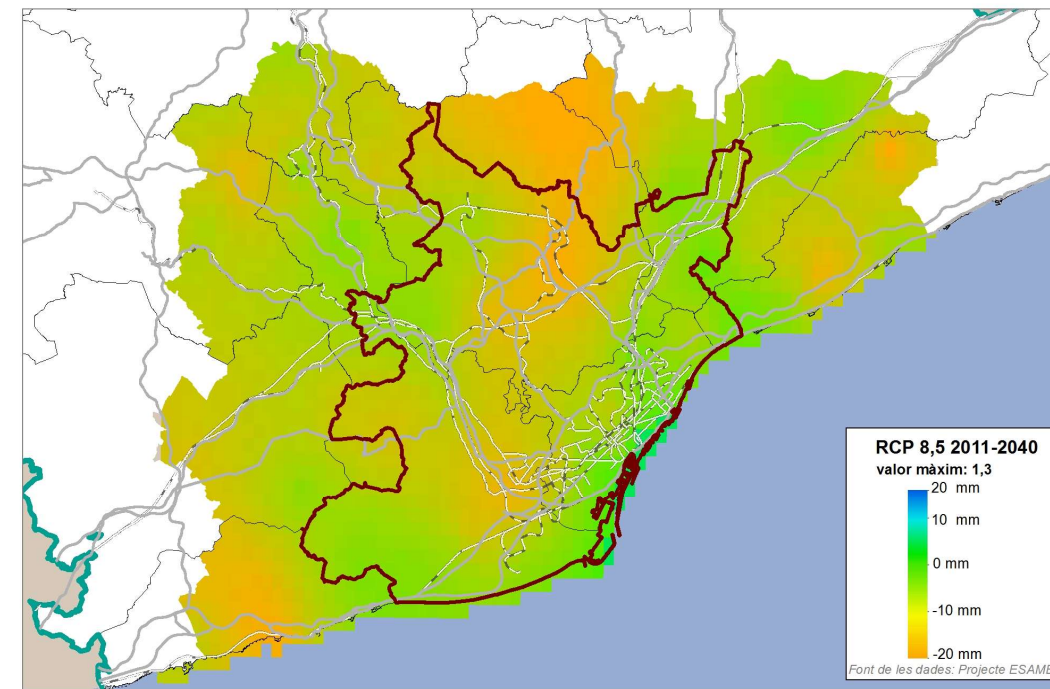 RCP 8,5 2011-2040
valor màxim: 1,3
20 mm
10 mm
0 mm
-10 mm
-20 mm
Font de les dades: Projecte ESAMB